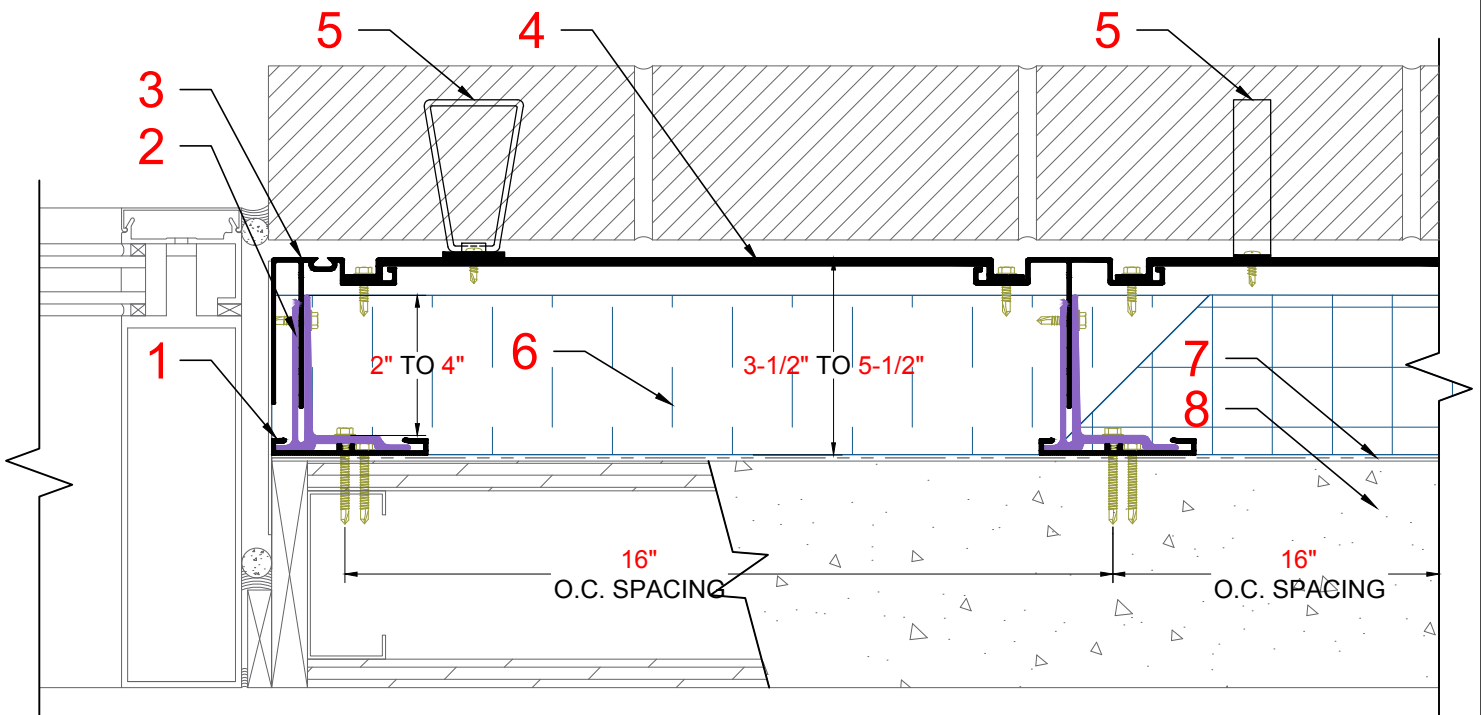 5
4
5
3
2
1
2" TO 4"
6
3-1/2" TO 5-1/2"
7
8
16"
O.C. SPACING
16"
O.C. SPACING